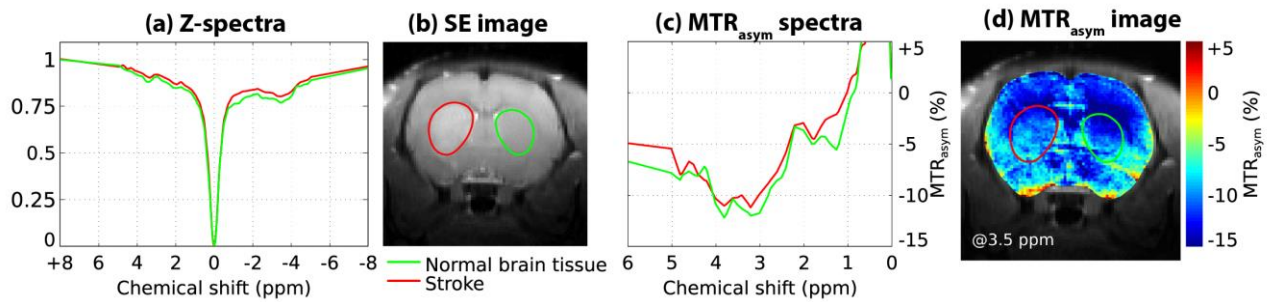 (a) Z-spectra
1
0.75
0.5
0.25
0
+8 6 4 2 0 -2 -4 -6 -8
Chemical shift (ppm)
(b) SE image
Normal brain tissue
Stroke
(c) MTRasym spectra
+5
0
-5
-10
-15
MTRasym (%)
6 5 4 3 2 1 0
Chemical shift (ppm)
(d) MTRasym image
@3.5 ppm
+5
0
-5
-10
-15
MTRasym (%)